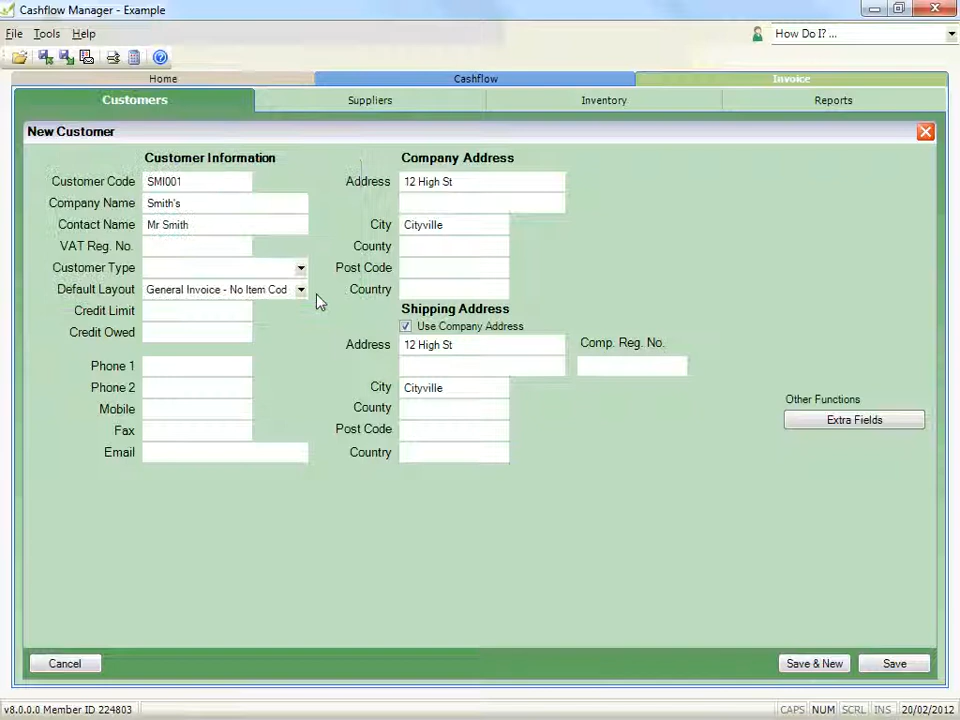 Cashflow Manager - Example
File Tools Help
How Do I? ...
Home Cashflow Invoice
Customers Suppliers Inventory Reports
New Customer
Customer Information
Customer Code SMI001
Company Name Smith's
Contact Name Mr Smith
VAT Reg. No.
Customer Type
Default Layout General Invoice - No Item Cod
Credit Limit
Credit Owed
Phone 1
Phone 2
Mobile
Fax
Email
Company Address
Address 12 High St
City Cityville
County
Post Code
Country
Shipping Address
Use Company Address
Address 12 High St
City Cityville
County
Post Code
Country
Comp. Reg. No.
Other Functions
Extra Fields
Cancel Save & New Save
v8.0.0.0 Member ID 224803 CAPS NUM SCRL INS 20/02/2012